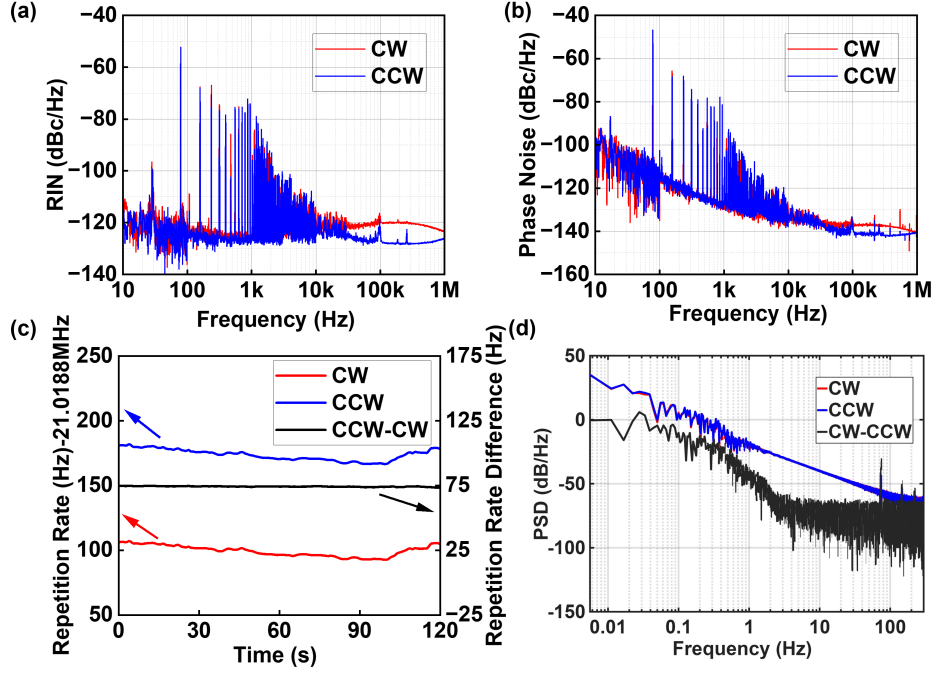 (a)
−40
−60
−80
−100
−120
−140
RIN (dBc/Hz)
CW
CCW
10
100
1k
10k
100k
1M
Frequency (Hz)
(b)
−40
−60
−80
−100
−120
−140
−160
Phase Noise (dBc/Hz)
CW
CCW
10
100
1k
10k
100k
1M
Frequency (Hz)
(c)
250
200
150
100
50
Repetition Rate (Hz)-21.0188MHz
CW
CCW
CCW-CW
175
125
75
25
−25
Repetition Rate Difference (Hz)
0
30
60
90
120
Time (s)
(d)
50
0
-50
-100
-150
PSD (dB/Hz)
CW
CCW
CW-CCW
0.01
0.1
1
10
100
Frequency (Hz)